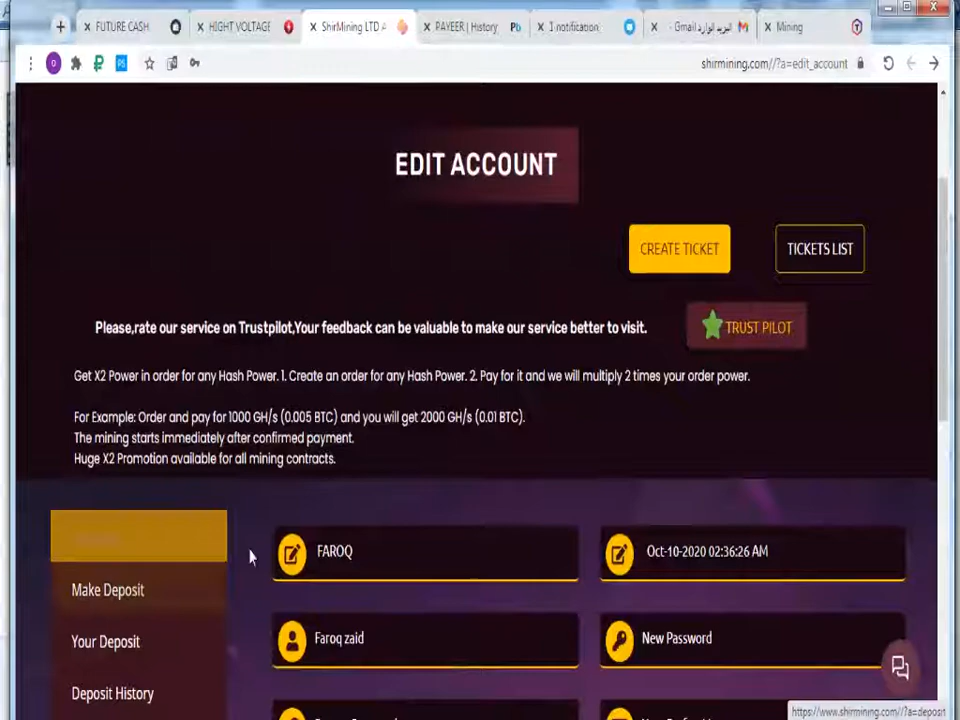 FUTURE CASH
HIGHT VOLTAGE
ShirMining LTD A
PAYEER | History
1 notification
البريد الوارد Gmail -
Mining
shirmining.com//?a=edit_account
EDIT ACCOUNT
CREATE TICKET
TICKETS LIST
Please,rate our service on Trustpilot,Your feedback can be valuable to make our service better to visit.
TRUST PILOT
Get X2 Power in order for any Hash Power. 1. Create an order for any Hash Power. 2. Pay for it and we will multiply 2 times your order power.
For Example: Order and pay for 1000 GH/s (0.005 BTC) and you will get 2000 GH/s (0.01 BTC).
The mining starts immediately after confirmed payment.
Huge X2 Promotion available for all mining contracts.
FAROQ
Oct-10-2020 02:36:26 AM
Make Deposit
Faroq zaid
New Password
Your Deposit
Deposit History
https://www.shirmining.com//?a=deposit